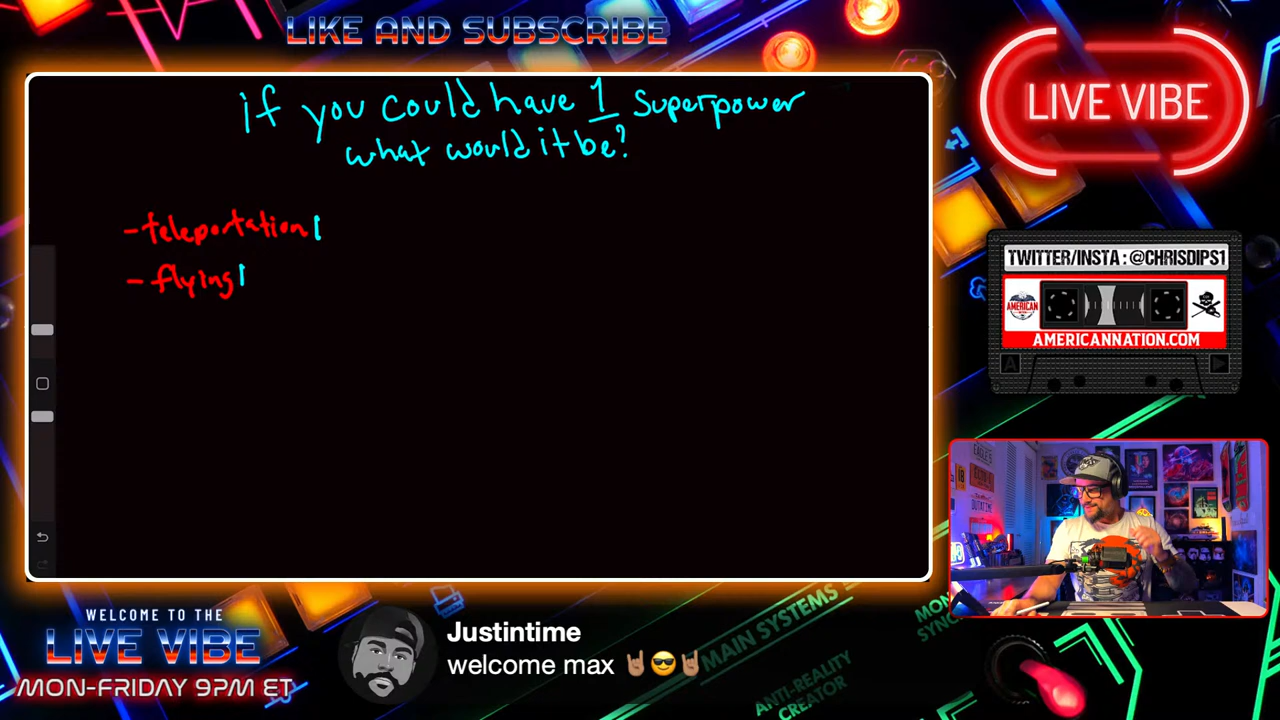 LIKE AND SUBSCRIBE
if you could have 1 Superpower
what would it be?
-teleportation |
-flying |
LIVE VIBE
TWITTER/INSTA : @CHRISDIPS1
AMERICAN
AMERICANNATION.COM
A
WELCOME TO THE
LIVE VIBE
MON-FRIDAY 9PM ET
Justintime
welcome max 🤘🏽😎🤘🏽
MAIN SYSTEMS
ANTI-REALITY
CREATOR